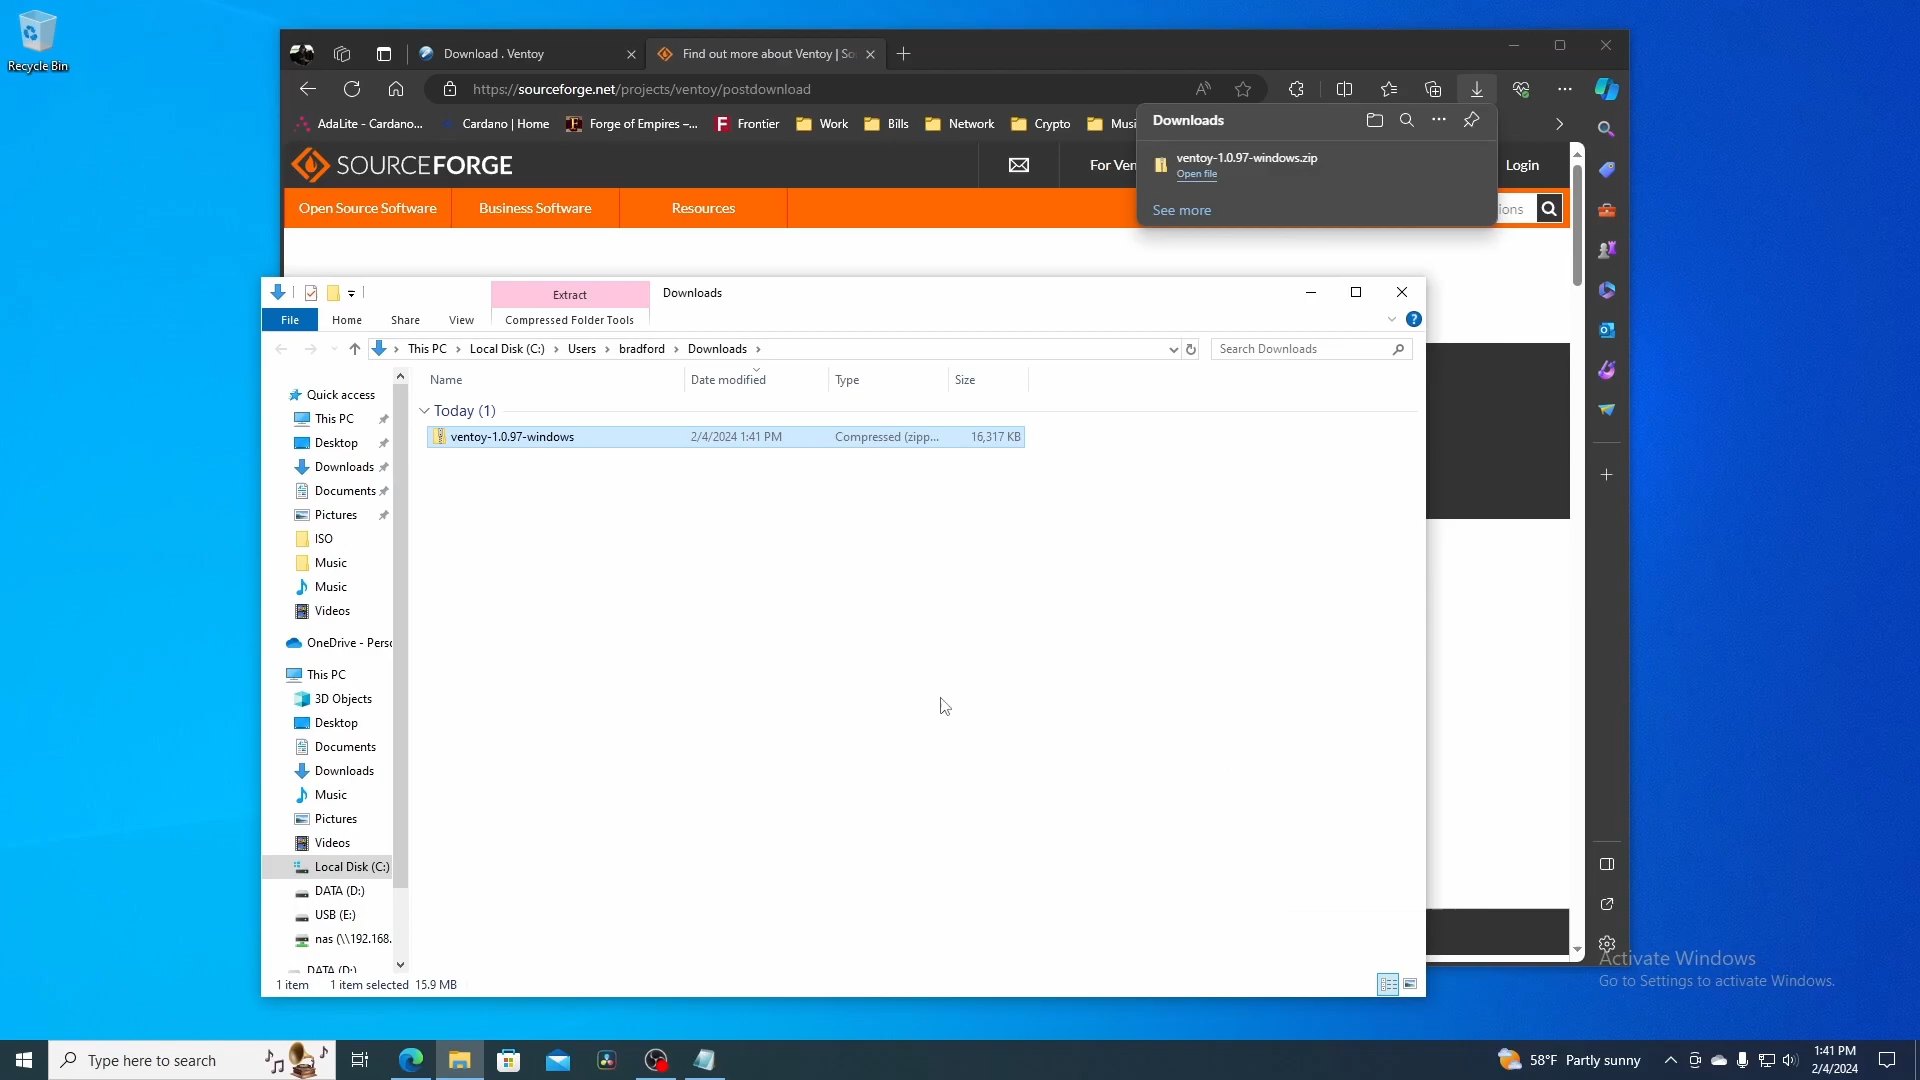 Recycle Bin
Download . Ventoy
Find out more about Ventoy | So
https://sourceforge.net/projects/ventoy/postdownload
AdaLite - Cardano...
Cardano | Home
Forge of Empires –...
Frontier
Work
Bills
Network
Crypto
Musi
Downloads
ventoy-1.0.97-windows.zip
Open file
See more
SOURCEFORGE
For Ven
Login
Open Source Software
Business Software
Resources
ions
Extract
Downloads
File
Home
Share
View
Compressed Folder Tools
This PC
Local Disk (C:)
Users
bradford
Downloads
Search Downloads
Name
Date modified
Type
Size
Today (1)
ventoy-1.0.97-windows
2/4/2024 1:41 PM
Compressed (zipp...
16,317 KB
Quick access
This PC
Desktop
Downloads
Documents
Pictures
ISO
Music
Music
Videos
OneDrive - Perso
This PC
3D Objects
Desktop
Documents
Downloads
Music
Pictures
Videos
Local Disk (C:)
DATA (D:)
USB (E:)
nas (\\192.168.
DATA (D:)
1 item
1 item selected 15.9 MB
Activate Windows
Go to Settings to activate Windows.
Type here to search
58°F Partly sunny
1:41 PM
2/4/2024